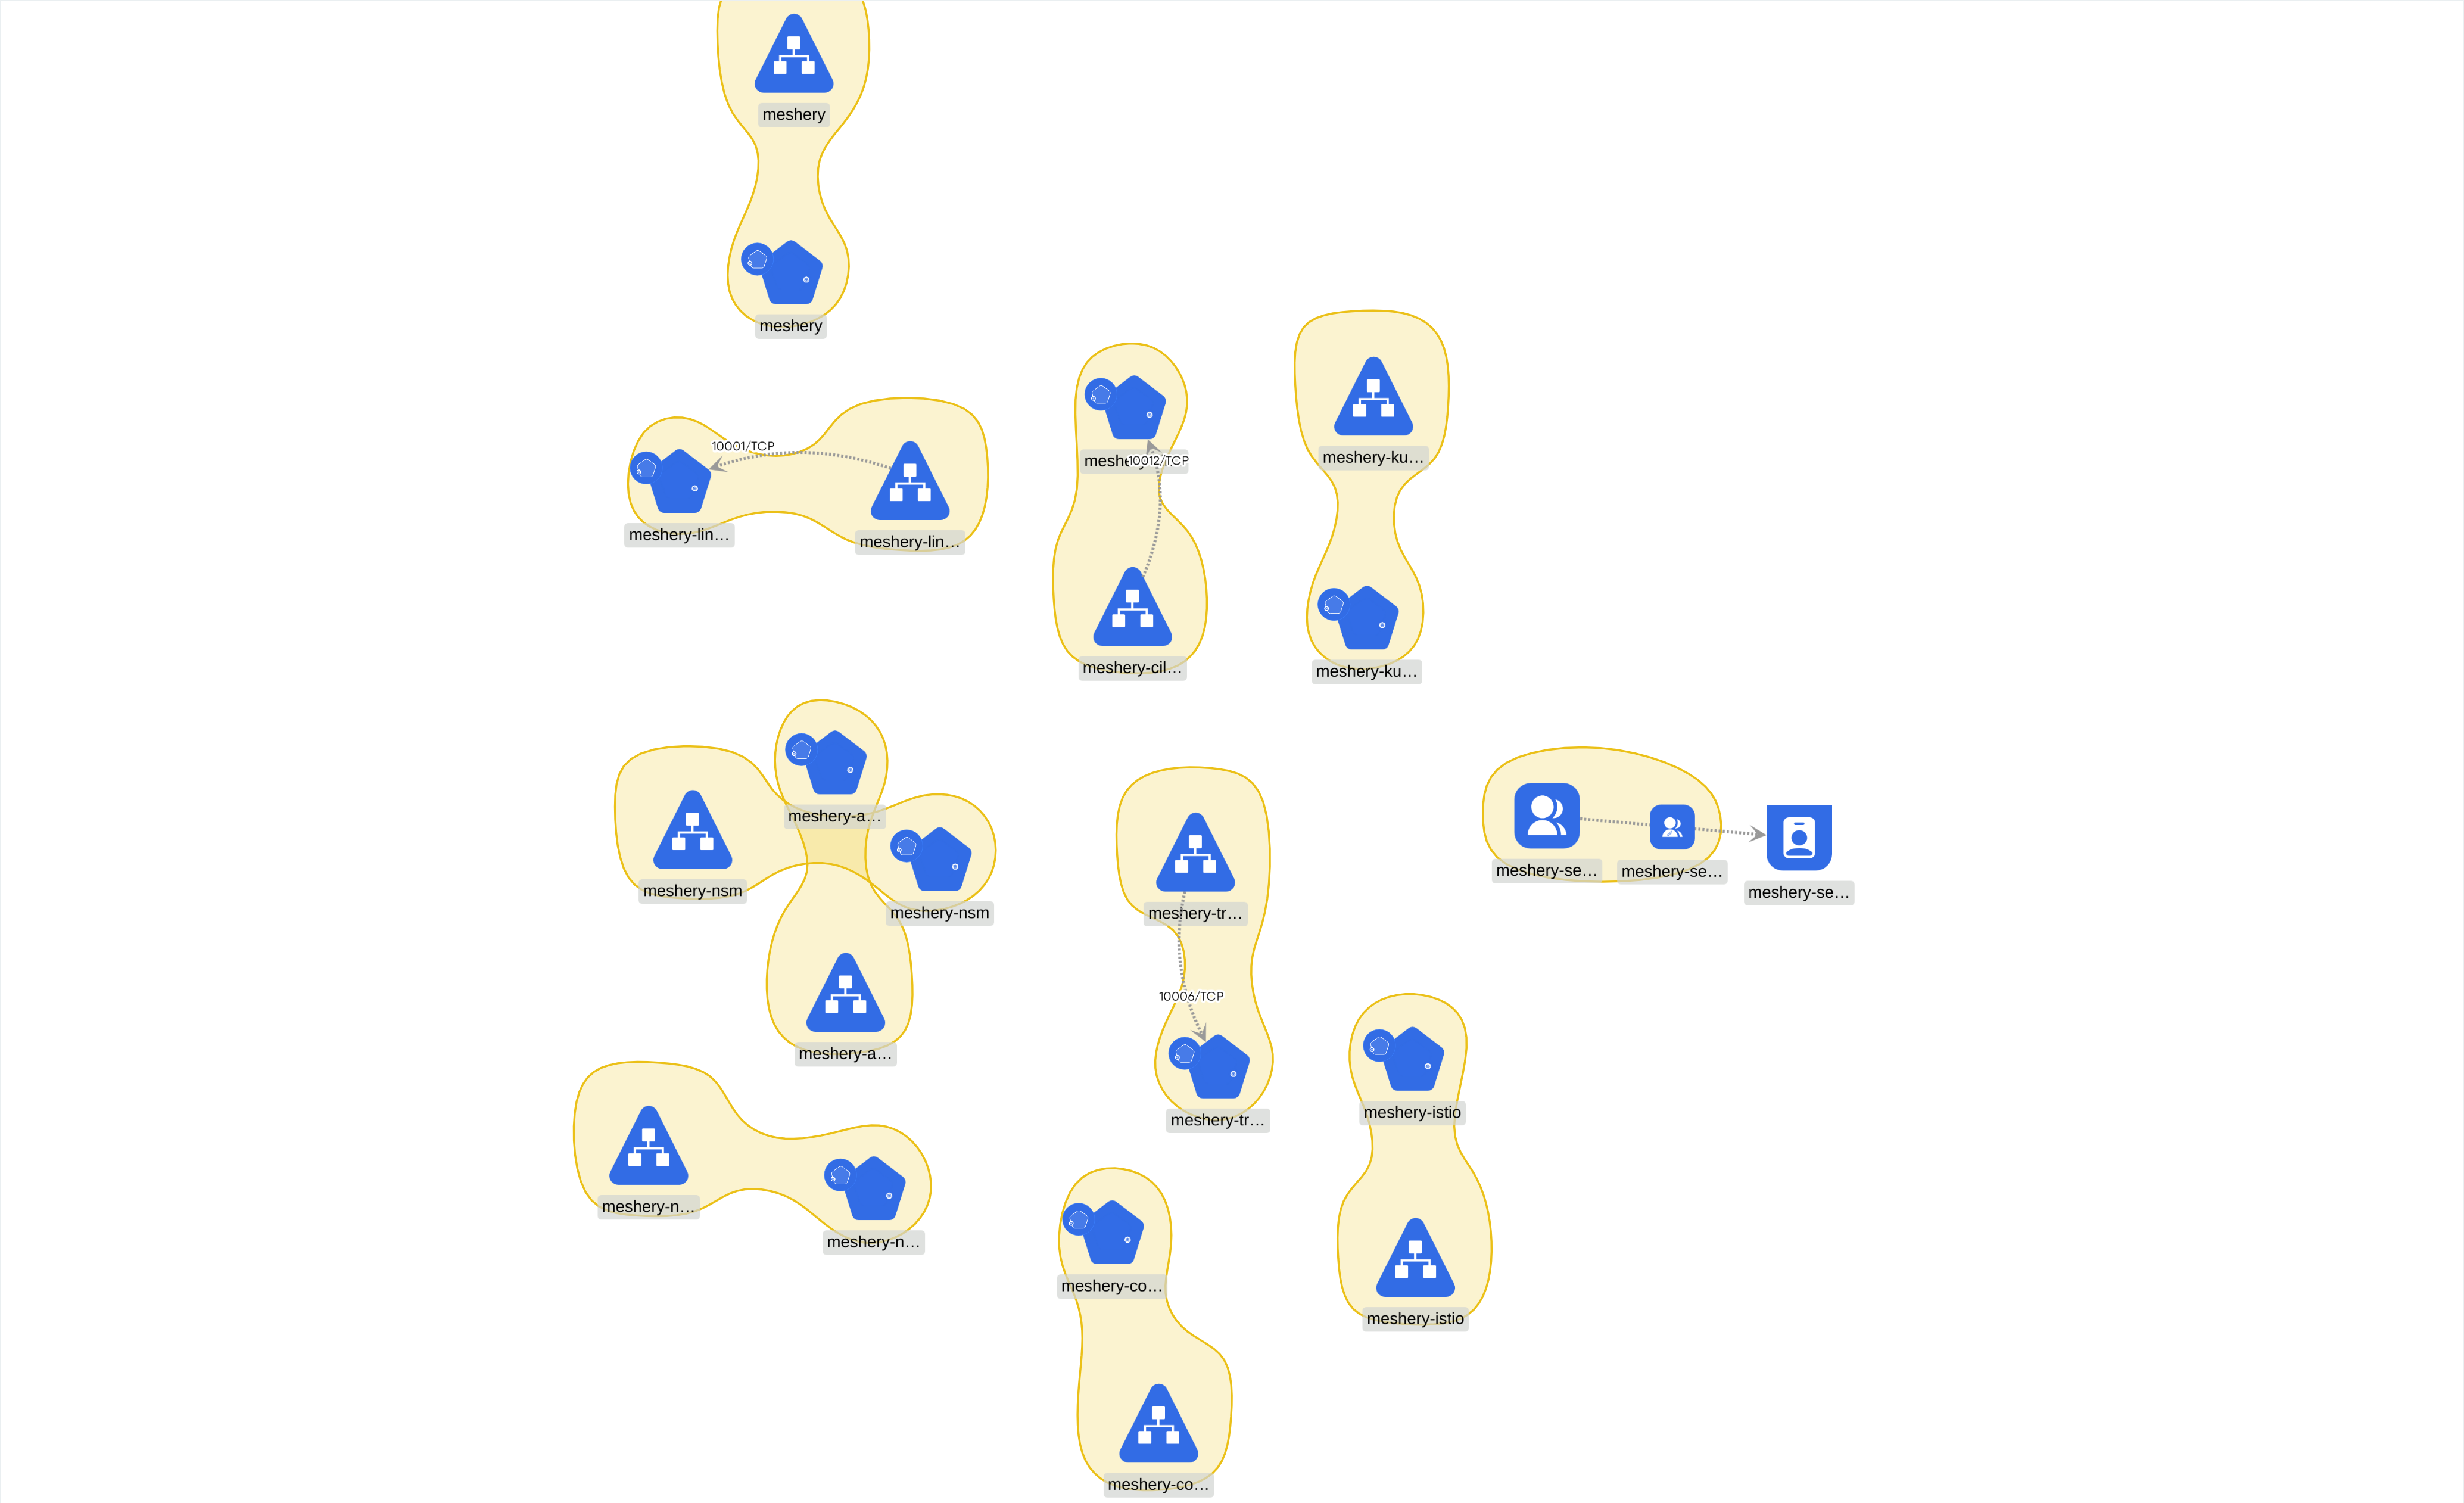 meshery
meshery
10001/TCP
meshery-lin…
meshery-lin…
10012/TCP
meshery-cil…
meshery-ku…
meshery-ku…
meshery-a…
meshery-nsm
meshery-nsm
meshery-a…
meshery-tr…
10006/TCP
meshery-tr…
meshery-se…
meshery-se…
meshery-se…
meshery-n…
meshery-n…
meshery-istio
meshery-istio
meshery-co…
meshery-co…